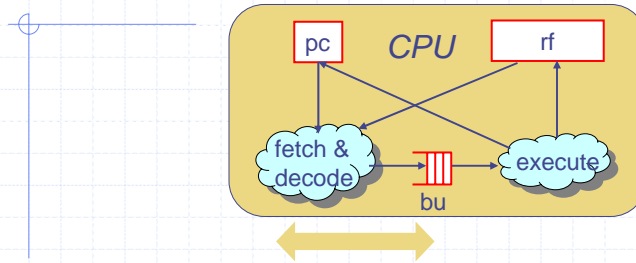 pc
CPU
rf
fetch &
decode
execute
bu